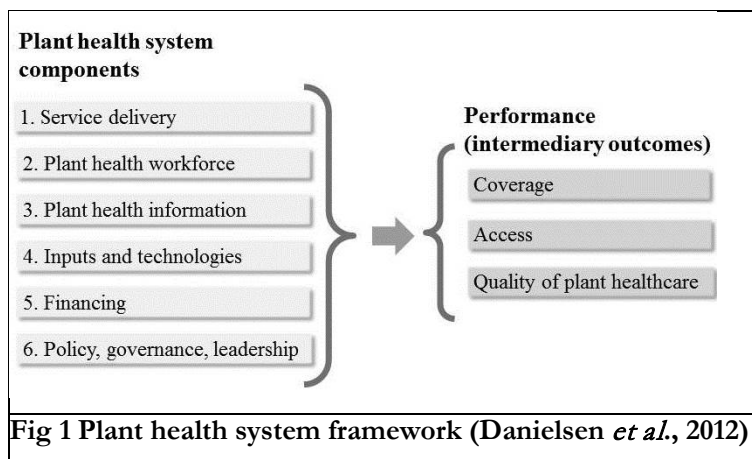 Plant health system
components
1. Service delivery
2. Plant health workforce
3. Plant health information
4. Inputs and technologies
5. Financing
6. Policy, governance, leadership
Performance
(intermediary outcomes)
Coverage
Access
Quality of plant healthcare
Fig 1 Plant health system framework (Danielsen et al., 2012)